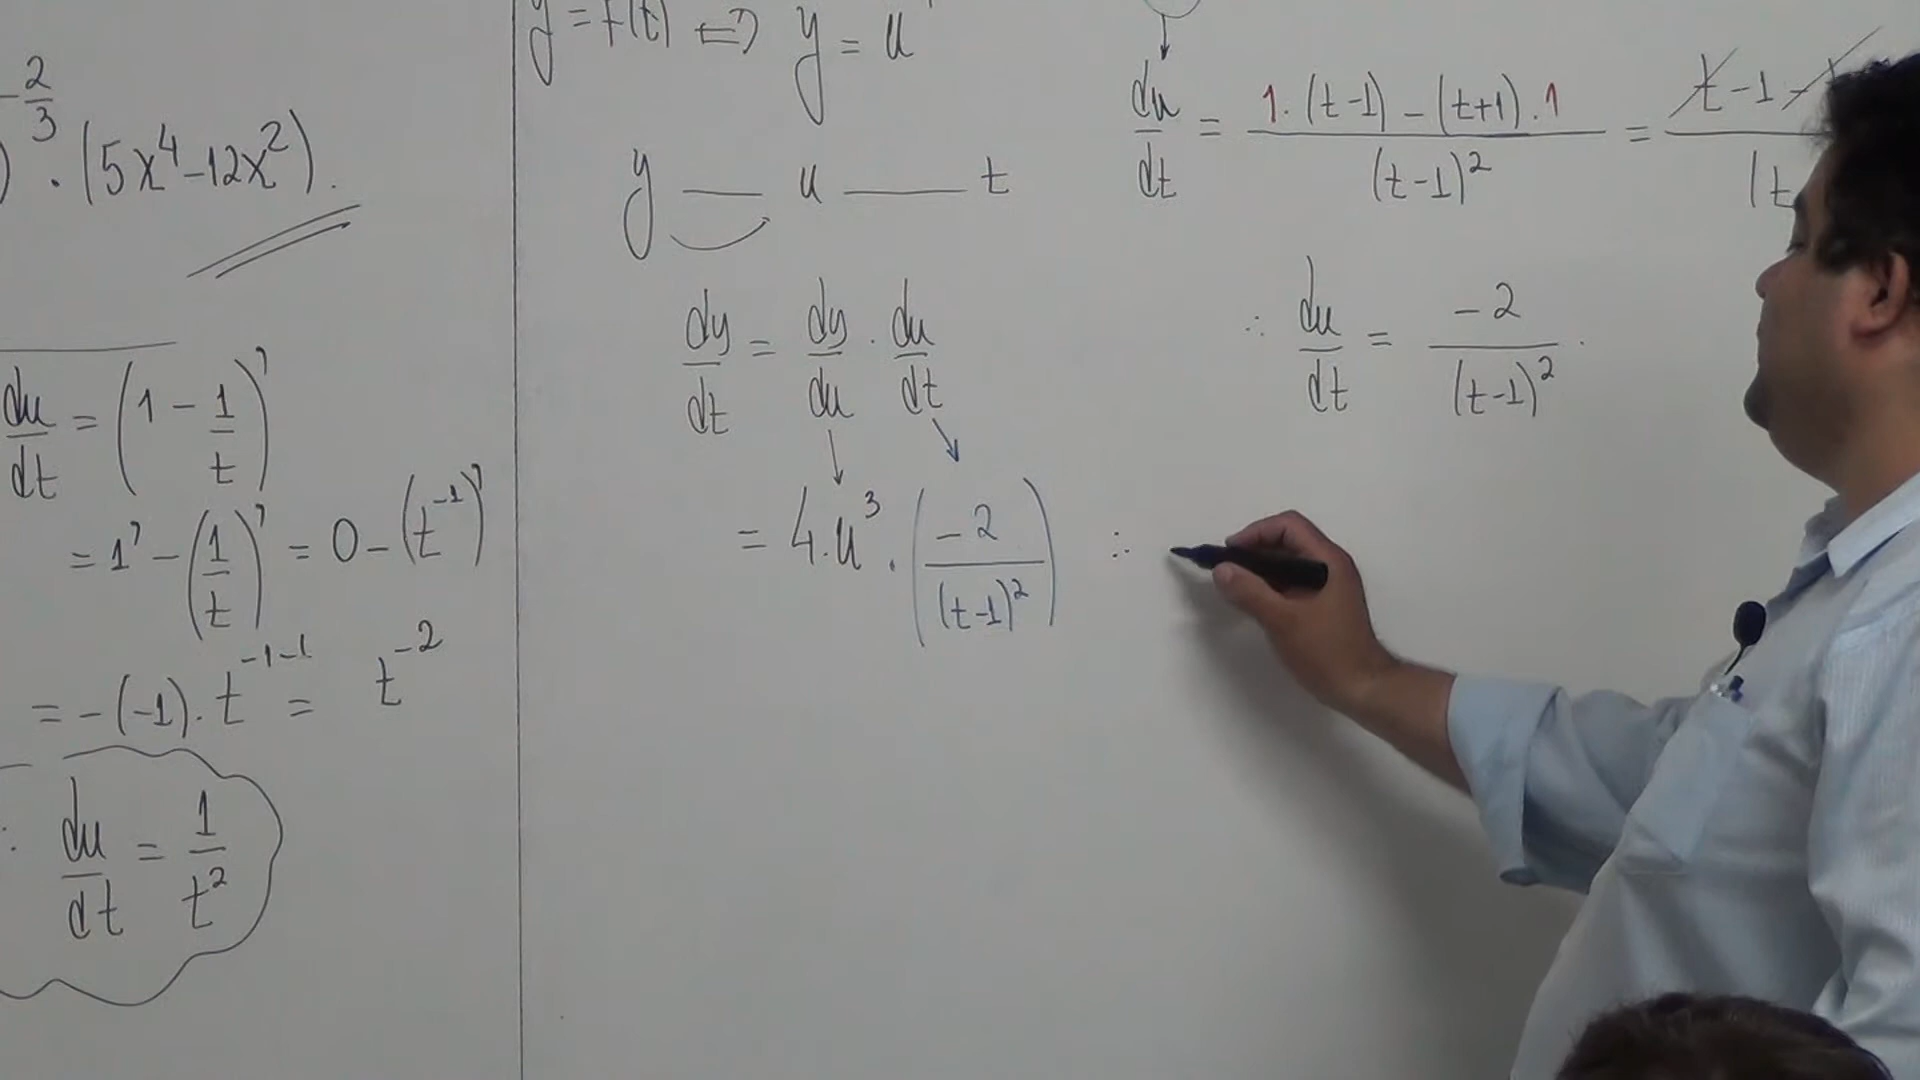 -2/3
) . (5x⁴-12x²).
du/dt = (1 - 1/t)'
= 1' - (1/t)' = 0 - (t⁻¹)'
= -(-1) . t⁻¹⁻¹ = t⁻²
∴ du/dt = 1/t²
y = f(t) ⟺ y = u
y — u — t
dy/dt = dy/du . du/dt
= 4.u³ . (-2/(t-1)²) ∴
du/dt = (1.(t-1) - (t+1).1)/(t-1)² = t-1-
(t
∴ du/dt = -2/(t-1)² .